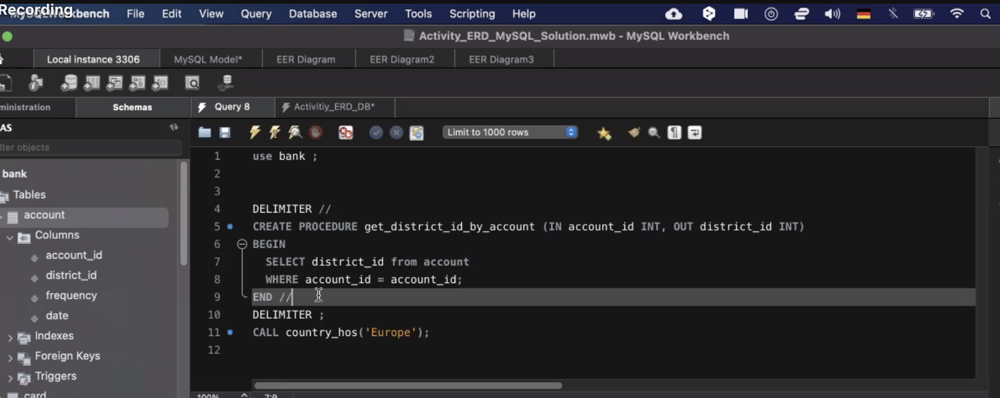 Recording
MySQLWorkbench File Edit View Query Database Server Tools Scripting Help
Activity_ERD_MySQL_Solution.mwb - MySQL Workbench
Local instance 3306 MySQL Model* EER Diagram EER Diagram2 EER Diagram3
ministration Schemas Query 8 Activitiy_ERD_DB*
AS
Limit to 1000 rows
lter objects
bank
Tables
account
Columns
account_id
district_id
frequency
date
Indexes
Foreign Keys
Triggers
card
1 use bank ;
2
3
4 DELIMITER //
5 CREATE PROCEDURE get_district_id_by_account (IN account_id INT, OUT district_id INT)
6 BEGIN
7 SELECT district_id from account
8 WHERE account_id = account_id;
9 END //
10 DELIMITER ;
11 CALL country_hos('Europe');
12
100% 7:9